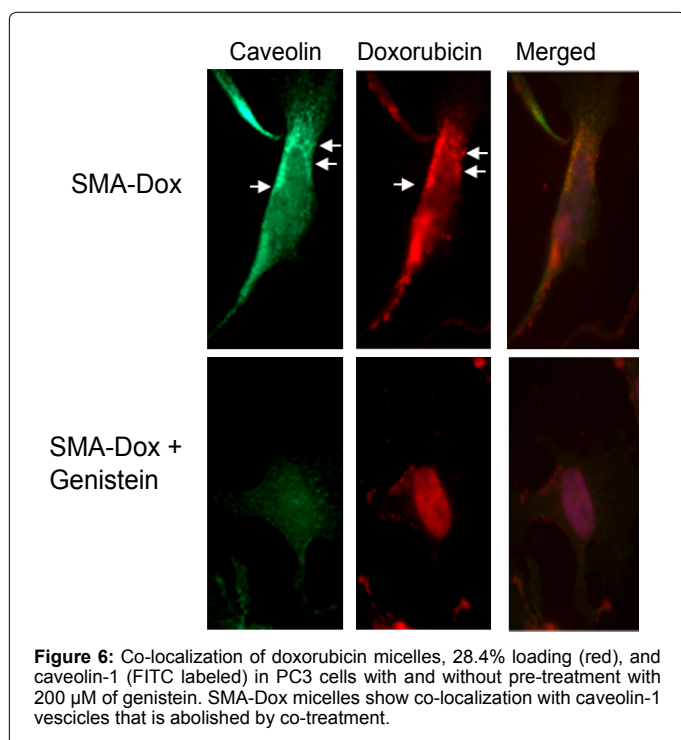 Caveolin Doxorubicin Merged
SMA-Dox
SMA-Dox +
Genistein
Figure 6: Co-localization of doxorubicin micelles, 28.4% loading (red), and
caveolin-1 (FITC labeled) in PC3 cells with and without pre-treatment with
200 µM of genistein. SMA-Dox micelles show co-localization with caveolin-1
vescicles that is abolished by co-treatment.